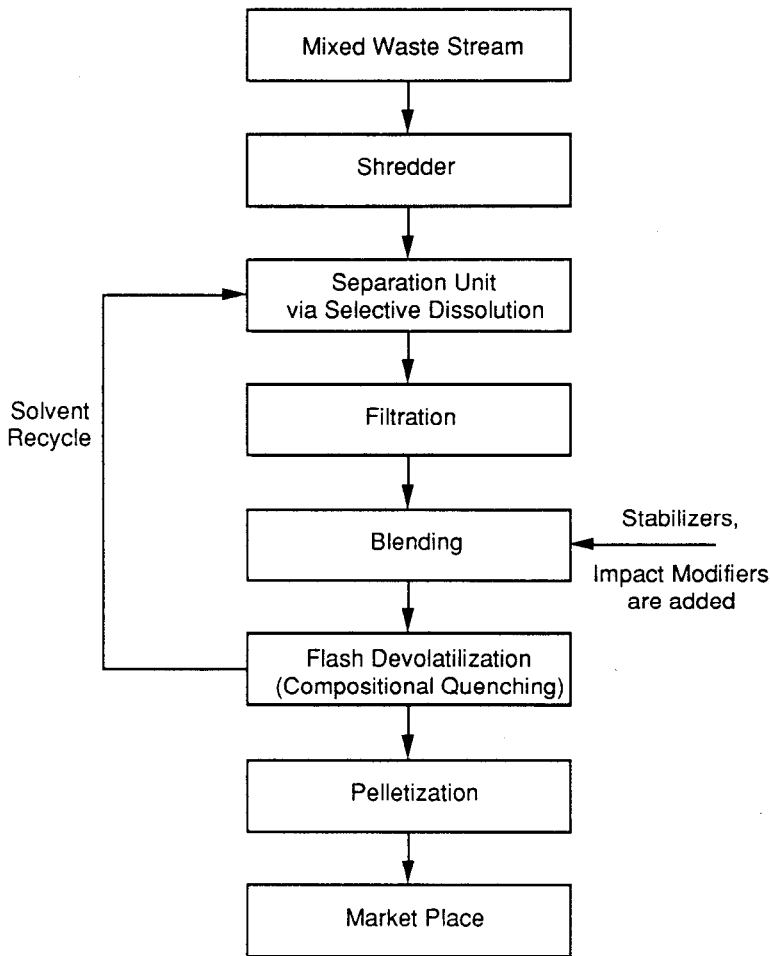 Mixed Waste Stream
Shredder
Separation Unit
via Selective Dissolution
Solvent
Recycle
Filtration
Blending
Stabilizers,
Impact Modifiers
are added
Flash Devolatilization
(Compositional Quenching)
Pelletization
Market Place